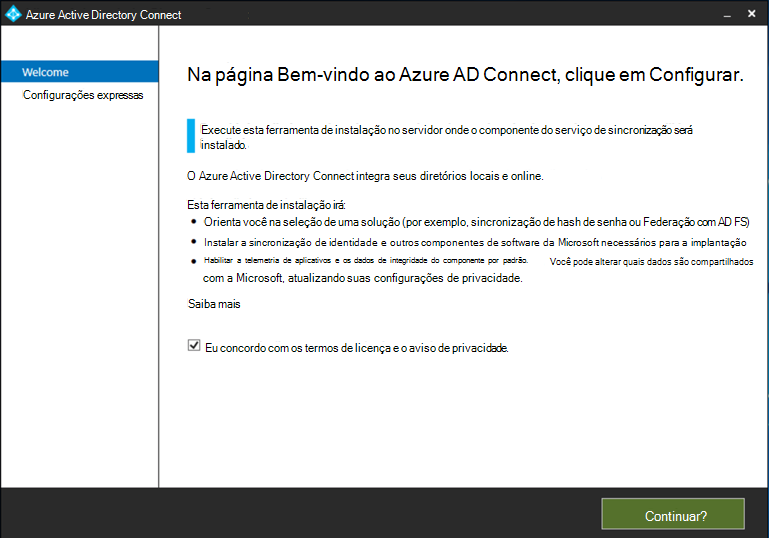 Azure Active Directory Connect
Welcome
Configurações expressas
Na página Bem-vindo ao Azure AD Connect, clique em Configurar.
Execute esta ferramenta de instalação no servidor onde o componente do serviço de sincronização será
instalado.
O Azure Active Directory Connect integra seus diretórios locais e online.
Esta ferramenta de instalação irá:
• Orienta você na seleção de uma solução (por exemplo, sincronização de hash de senha ou Federação com AD FS)
• Instalar a sincronização de identidade e outros componentes de software da Microsoft necessários para a implantação
• Habilitar a telemetria de aplicativos e os dados de integridade do componente por padrão. Você pode alterar quais dados são compartilhados
com a Microsoft, atualizando suas configurações de privacidade.
Saiba mais
Eu concordo com os termos de licença e o aviso de privacidade.
Continuar?